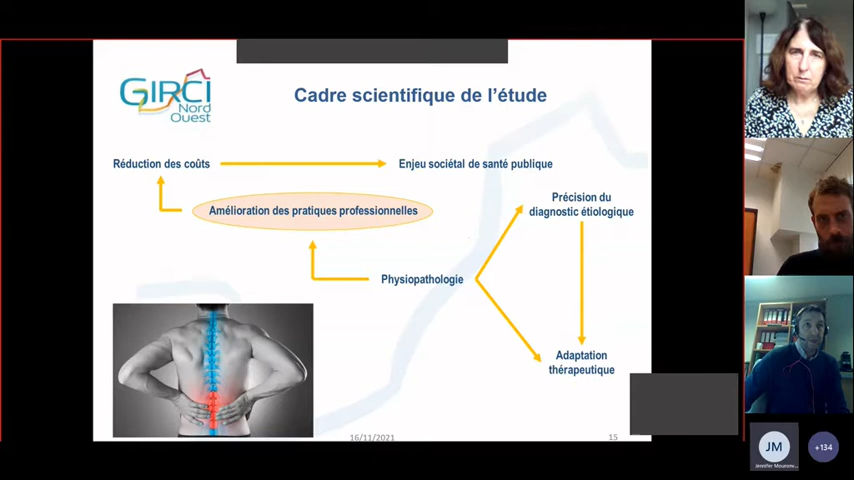 GIRCI
Nord
Ouest
Cadre scientifique de l'étude
Réduction des coûts
Enjeu sociétal de santé publique
Amélioration des pratiques professionnelles
Précision du
diagnostic étiologique
Physiopathologie
Adaptation
thérapeutique
16/11/2021
15
JM
+134